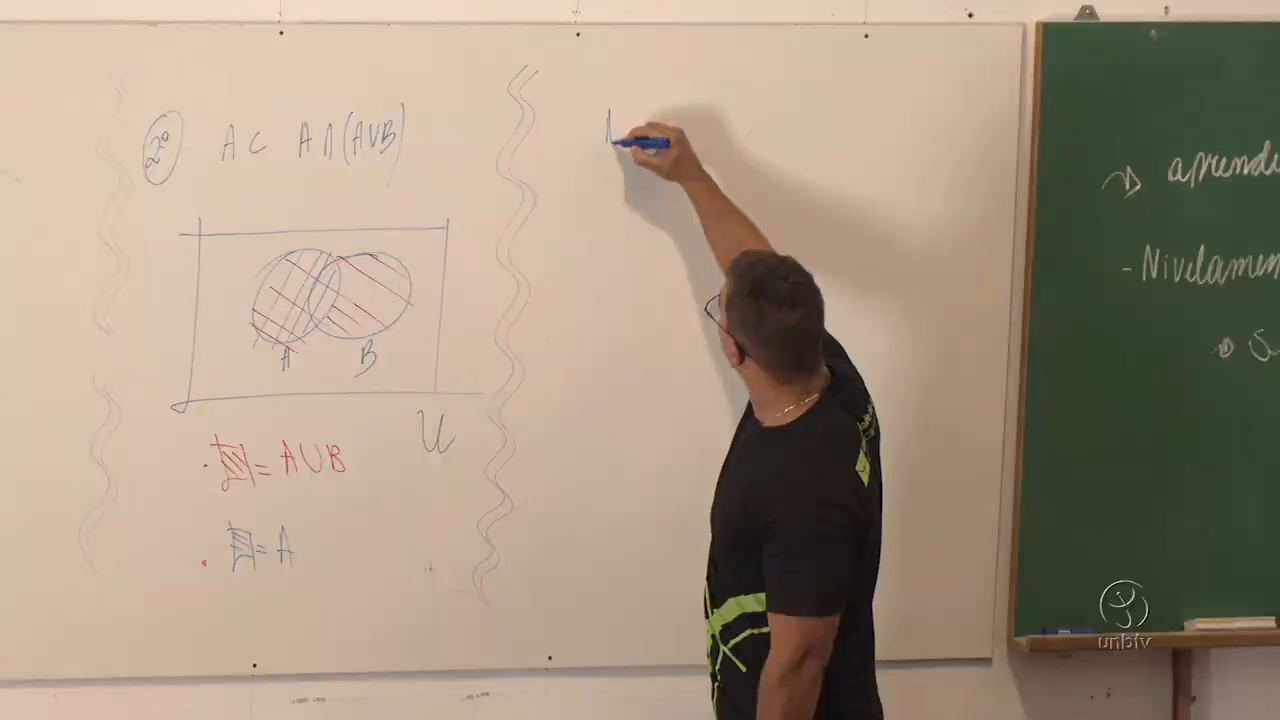 2º A ⊂ A ∩ (A ∪ B)
A B
U
= A ∪ B
= A
aprendi
- Nivelamen
unbtv